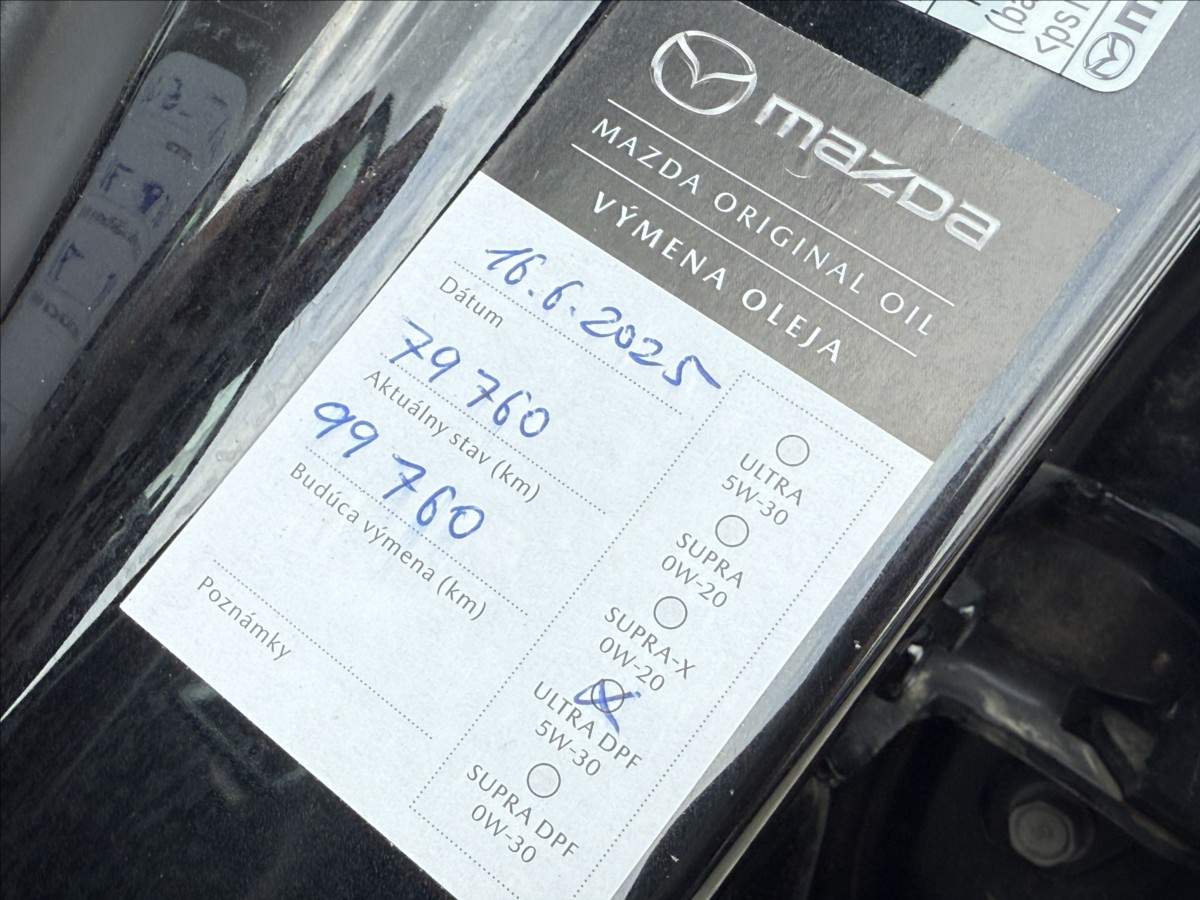 mazda
MAZDA ORIGINAL OIL
VÝMENA OLEJA
16.6.2025
Dátum
79 760
Aktuálny stav (km)
99 760
Budúca výmena (km)
Poznámky
ULTRA
5W-30
SUPRA
0W-20
SUPRA-X
0W-20
ULTRA DPF
5W-30
SUPRA DPF
0W-30